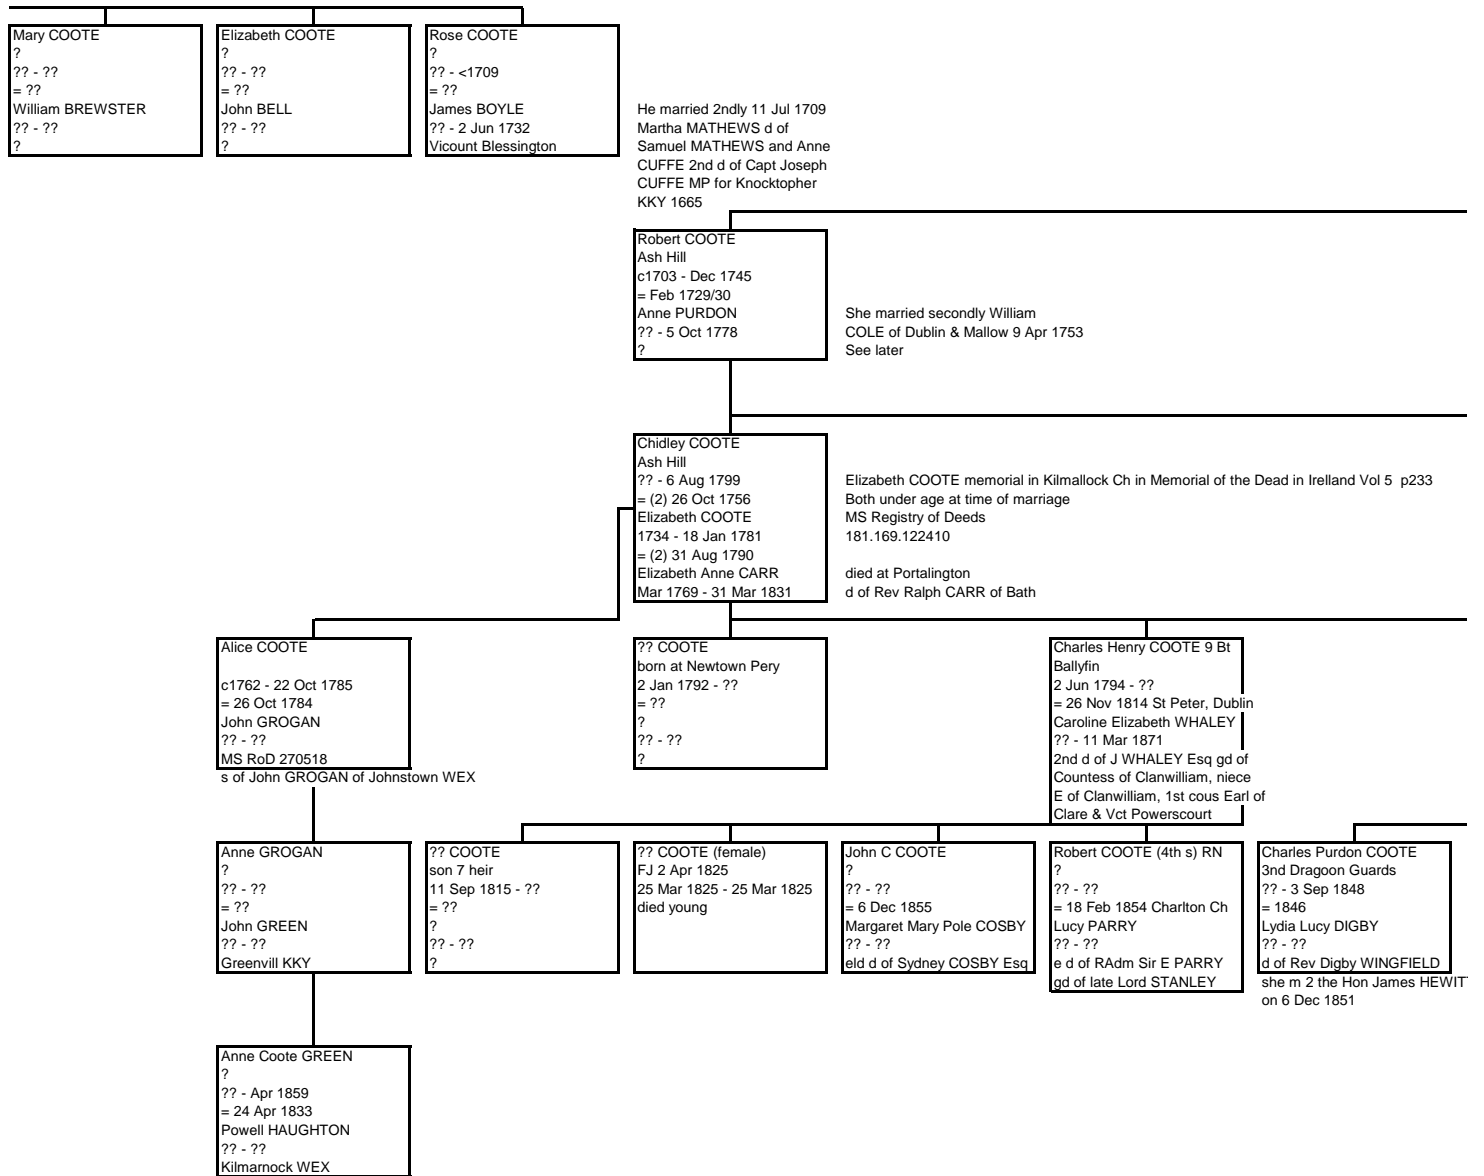 Mary COOTE
?
?? - ??
= ??
William BREWSTER
?? - ??
?
Elizabeth COOTE
?
?? - ??
= ??
John BELL
?? - ??
?
Rose COOTE
?
?? - <1709
= ??
James BOYLE
?? - 2 Jun 1732
Vicount Blessington
He married 2ndly 11 Jul 1709
Martha MATHEWS d of
Samuel MATHEWS and Anne
CUFFE 2nd d of Capt Joseph
CUFFE MP for Knocktopher
KKY 1665
Robert COOTE
Ash Hill
c1703 - Dec 1745
= Feb 1729/30
Anne PURDON
?? - 5 Oct 1778
?
She married secondly William
COLE of Dublin & Mallow 9 Apr 1753
See later
Chidley COOTE
Ash Hill
?? - 6 Aug 1799
= (2) 26 Oct 1756
Elizabeth COOTE
1734 - 18 Jan 1781
= (2) 31 Aug 1790
Elizabeth Anne CARR
Mar 1769 - 31 Mar 1831
Elizabeth COOTE memorial in Kilmallock Ch in Memorial of the Dead in Irelland Vol 5  p233
Both under age at time of marriage
MS Registry of Deeds
181.169.122410
died at Portalington
d of Rev Ralph CARR of Bath
Alice COOTE
c1762 - 22 Oct 1785
= 26 Oct 1784
John GROGAN
?? - ??
MS RoD 270518
s of John GROGAN of Johnstown WEX
?? COOTE
born at Newtown Pery
2 Jan 1792 - ??
= ??
?
?? - ??
?
Charles Henry COOTE 9 Bt
Ballyfin
2 Jun 1794 - ??
= 26 Nov 1814 St Peter, Dublin
Caroline Elizabeth WHALEY
?? - 11 Mar 1871
2nd d of J WHALEY Esq gd of
Countess of Clanwilliam, niece
E of Clanwilliam, 1st cous Earl of
Clare & Vct Powerscourt
Anne GROGAN
?
?? - ??
= ??
John GREEN
?? - ??
Greenvill KKY
?? COOTE
son 7 heir
11 Sep 1815 - ??
= ??
?
?? - ??
?
?? COOTE (female)
FJ 2 Apr 1825
25 Mar 1825 - 25 Mar 1825
died young
John C COOTE
?
?? - ??
= 6 Dec 1855
Margaret Mary Pole COSBY
?? - ??
eld d of Sydney COSBY Esq
Robert COOTE (4th s) RN
?
?? - ??
= 18 Feb 1854 Charlton Ch
Lucy PARRY
?? - ??
e d of RAdm Sir E PARRY
gd of late Lord STANLEY
Charles Purdon COOTE
3nd Dragoon Guards
?? - 3 Sep 1848
= 1846
Lydia Lucy DIGBY
?? - ??
d of Rev Digby WINGFIELD
she m 2 the Hon James HEWITT
on 6 Dec 1851
Anne Coote GREEN
?
?? - Apr 1859
= 24 Apr 1833
Powell HAUGHTON
?? - ??
Kilmarnock WEX